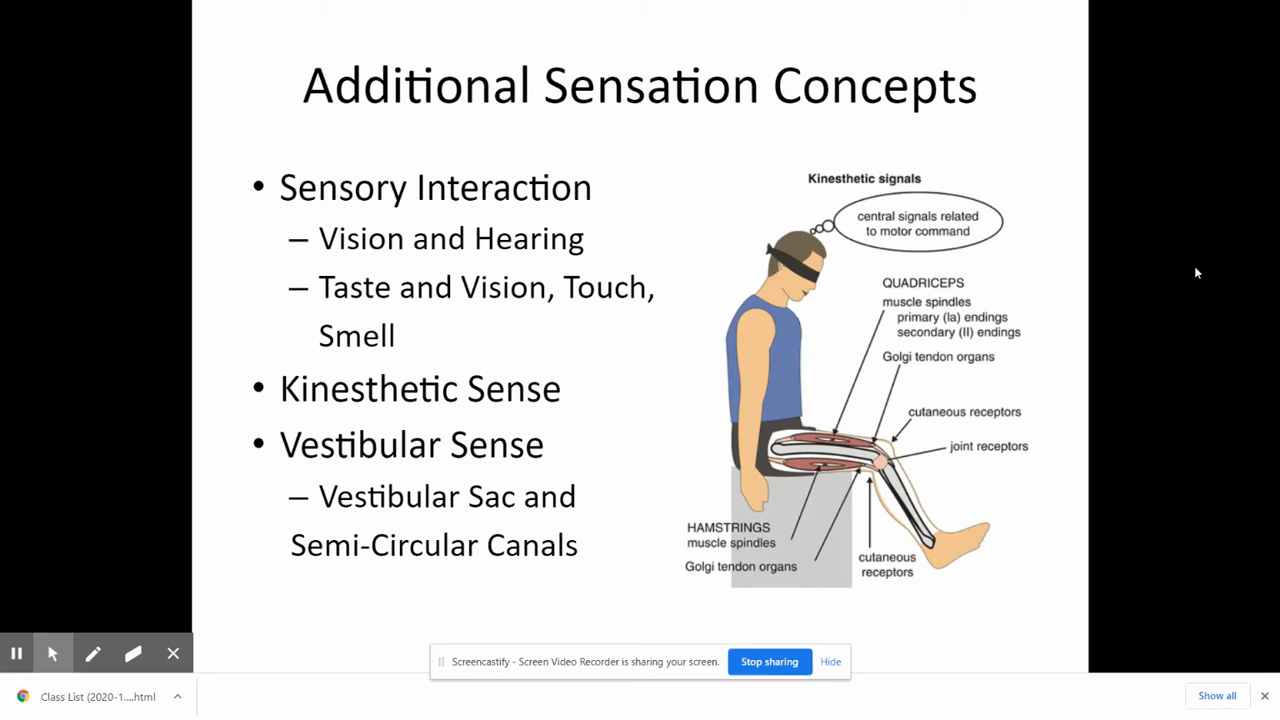 Additional Sensation Concepts
• Sensory Interaction
– Vision and Hearing
– Taste and Vision, Touch,
Smell
• Kinesthetic Sense
• Vestibular Sense
– Vestibular Sac and
Semi-Circular Canals
Kinesthetic signals
central signals related
to motor command
QUADRICEPS
muscle spindles
primary (Ia) endings
secondary (II) endings
Golgi tendon organs
cutaneous receptors
joint receptors
HAMSTRINGS
muscle spindles
Golgi tendon organs
cutaneous
receptors
Screencastify - Screen Video Recorder is sharing your screen.
Stop sharing
Hide
Class List (2020-1....html
Show all